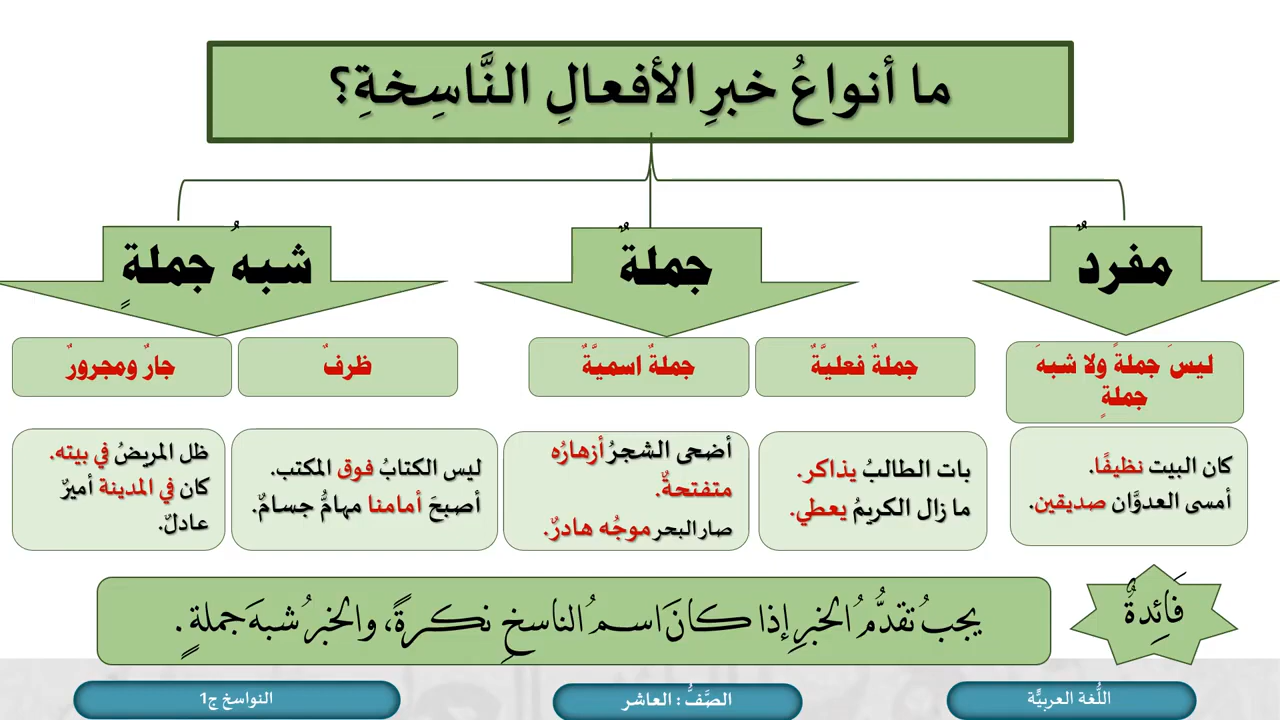 ما أنواعُ خبرِ الأفعالِ النَّاسِخةِ؟
مفردٌ
جملةٌ
شبهُ جملةٍ
ليسَ جملةً ولا شبهَ
جملةٍ
جملةٌ فعليَّةٌ
جملةٌ اسميَّةٌ
ظرفٌ
جارٌ ومجرورٌ
كان البيت نظيفًا.
أمسى العدوَّان صديقين.
بات الطالبُ يذاكر.
ما زال الكريمُ يعطي.
أضحى الشجرُ أزهارُه
متفتحةٌ.
صار البحر موجُه هادرٌ.
ليس الكتابُ فوق المكتب.
أصبحَ أمامنا مهامٌّ جسامٌ.
ظل المريضُ في بيته.
كان في المدينة أميرٌ
عادلٌ.
فَائِدةٌ
يجبُ تقدُّمُ الخبرِ إذا كانَ اسمُ الناسخِ نكرةً، والخبرُ شبهَ جملةٍ.
اللُّغة العربيَّة
الصَّفُّ : العاشر
النواسخ ج1